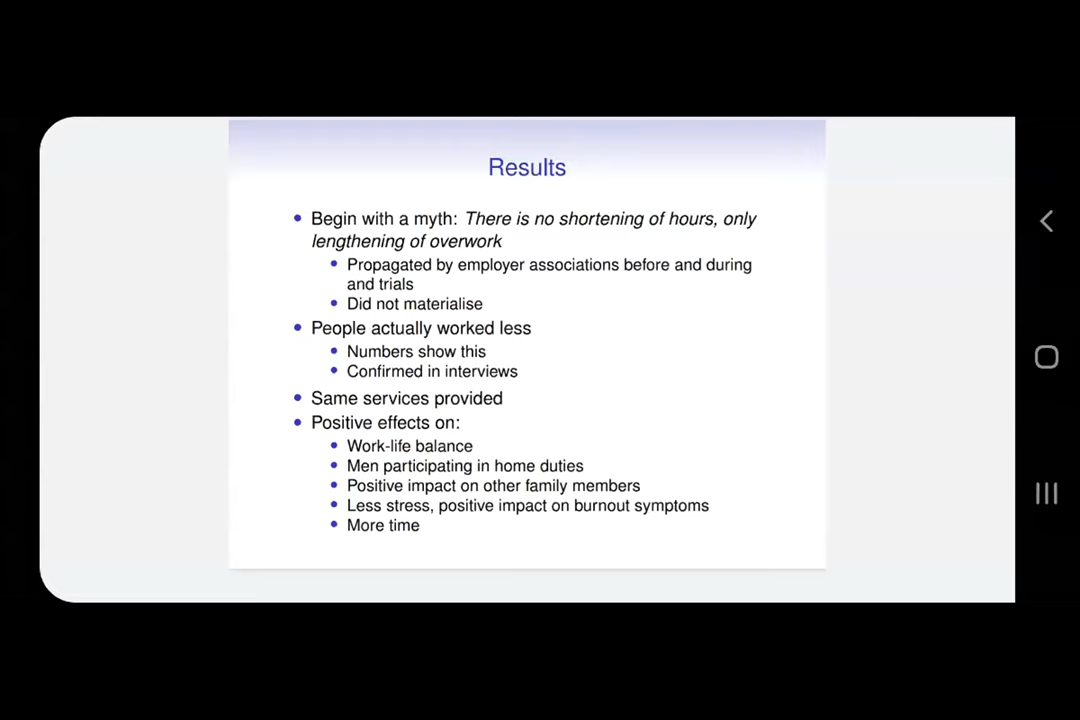 Results
• Begin with a myth: There is no shortening of hours, only
lengthening of overwork
• Propagated by employer associations before and during
and trials
• Did not materialise
• People actually worked less
• Numbers show this
• Confirmed in interviews
• Same services provided
• Positive effects on:
• Work-life balance
• Men participating in home duties
• Positive impact on other family members
• Less stress, positive impact on burnout symptoms
• More time